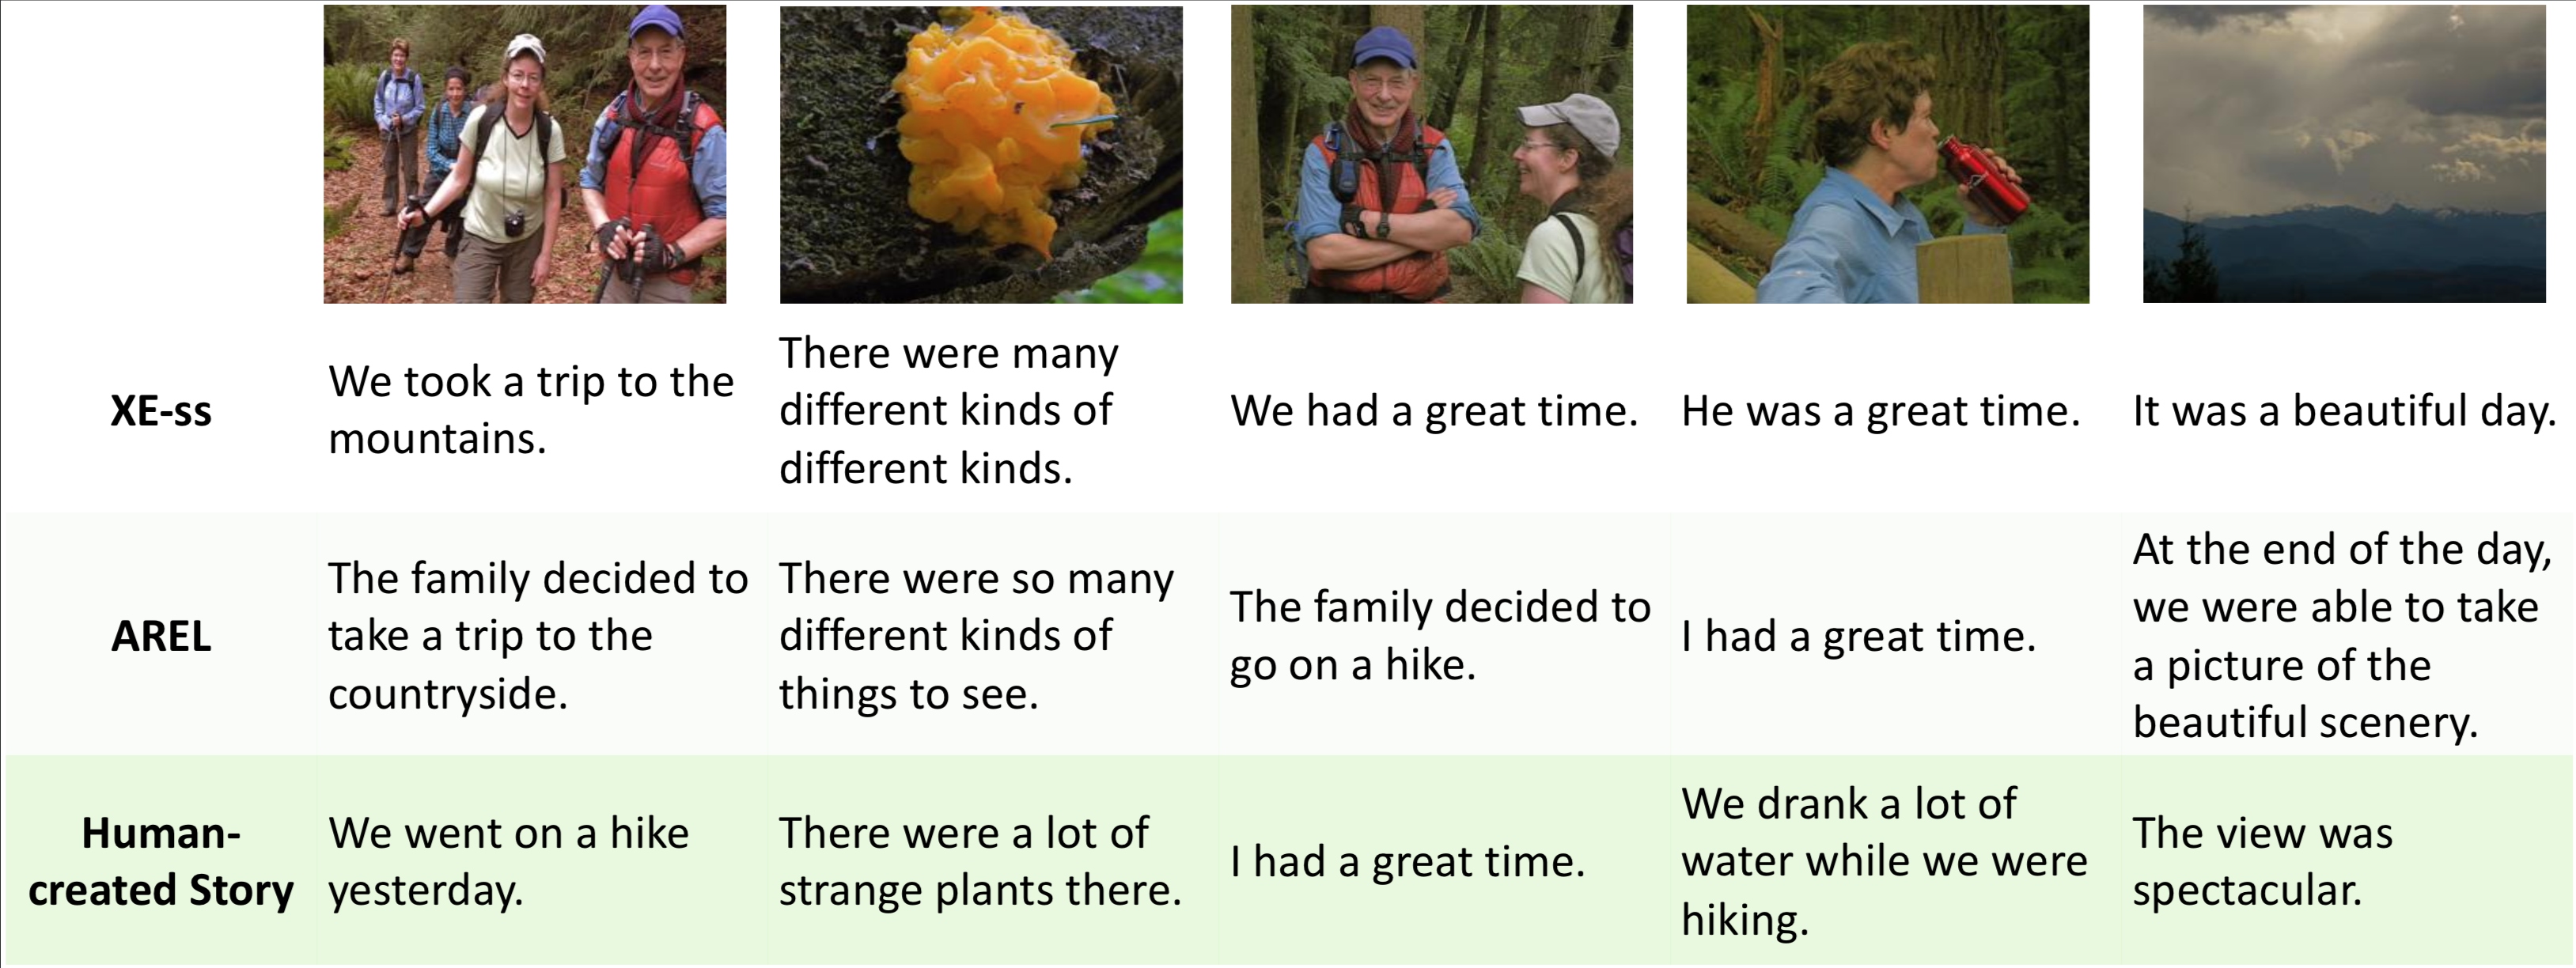 XE-ss
We took a trip to the
mountains.
There were many
different kinds of
different kinds.
We had a great time.
He was a great time.
It was a beautiful day.
AREL
The family decided to
take a trip to the
countryside.
There were so many
different kinds of
things to see.
The family decided to
go on a hike.
I had a great time.
At the end of the day,
we were able to take
a picture of the
beautiful scenery.
Human-
created Story
We went on a hike
yesterday.
There were a lot of
strange plants there.
I had a great time.
We drank a lot of
water while we were
hiking.
The view was
spectacular.